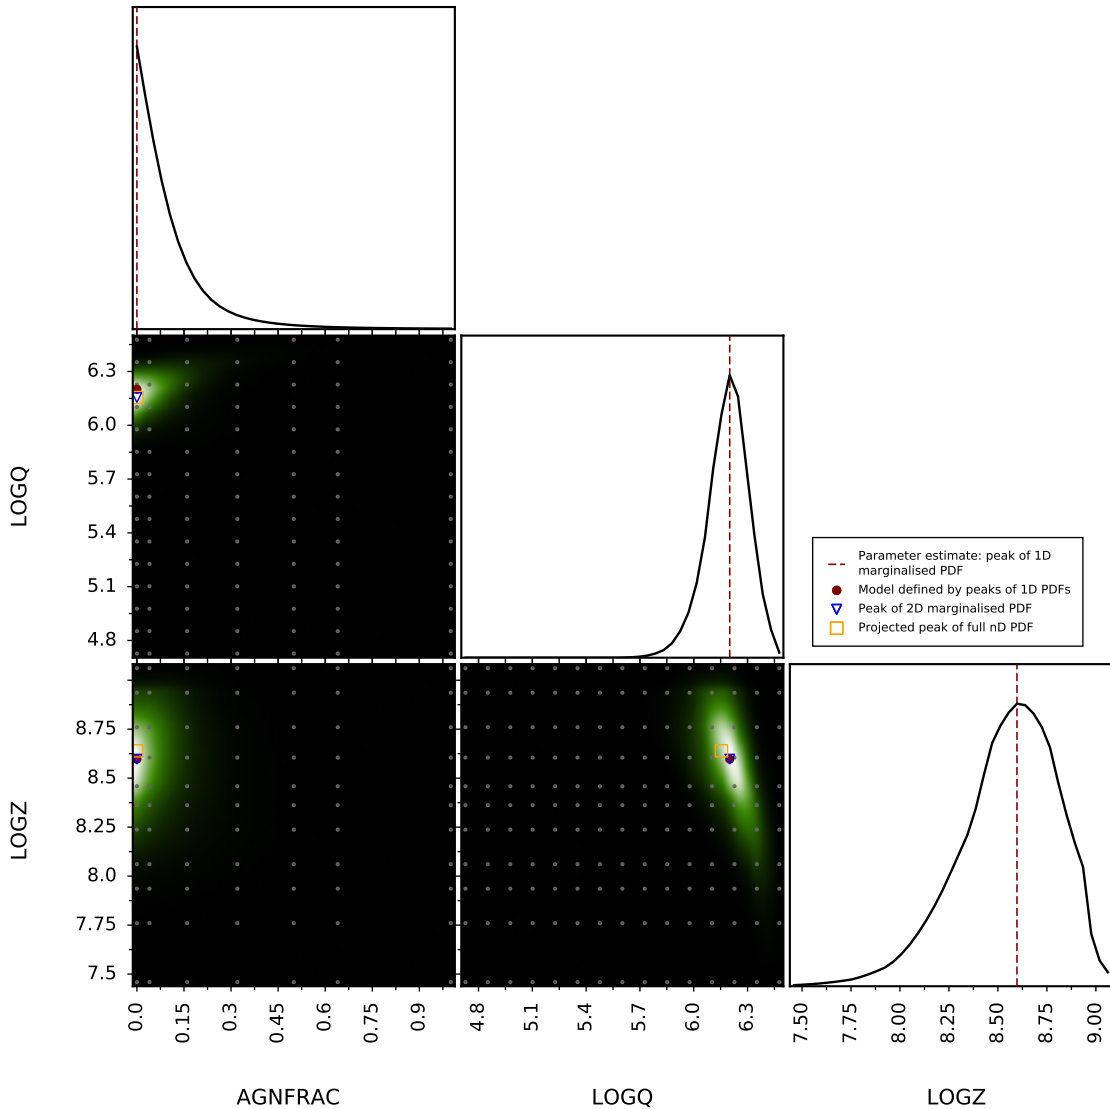 6.3
6.0
5.7
5.4
5.1
4.8
LOGQ
Parameter estimate: peak of 1D
marginalised PDF
Model defined by peaks of 1D PDFs
Peak of 2D marginalised PDF
Projected peak of full nD PDF
8.75
8.5
8.25
8.0
7.75
7.5
LOGZ
0.0 0.15 0.3 0.45 0.6 0.75 0.9
4.8 5.1 5.4 5.7 6.0 6.3
7.50 7.75 8.00 8.25 8.50 8.75 9.00
AGNFRAC LOGQ LOGZ